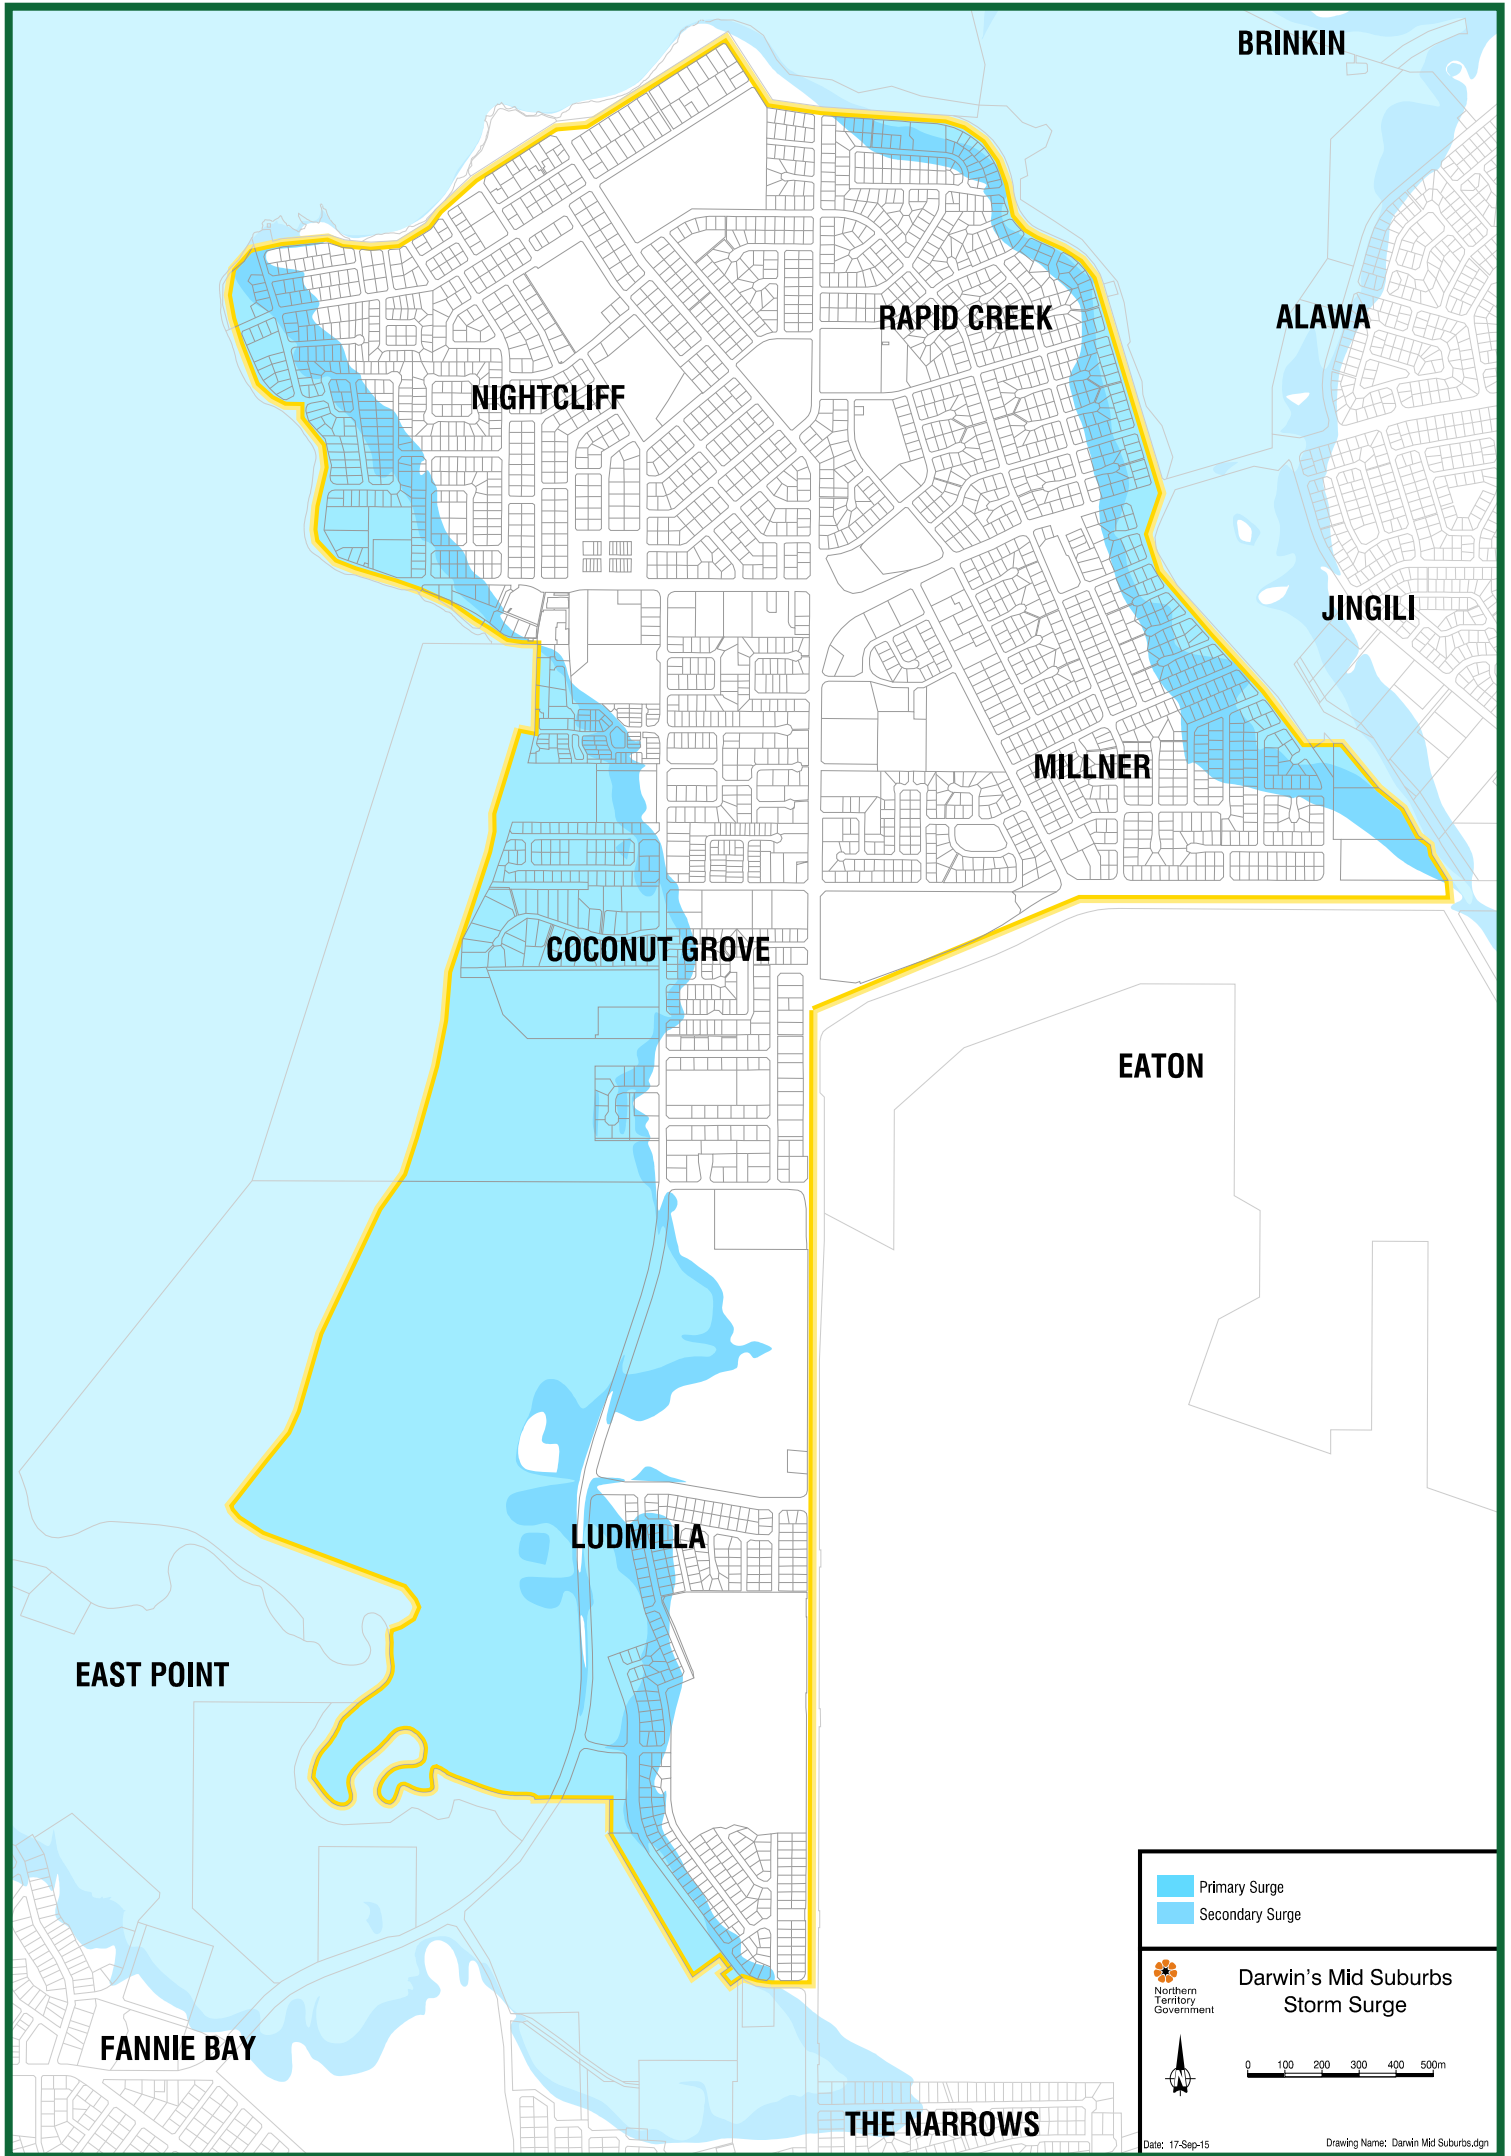 BRINKIN
RAPID CREEK
ALAWA
NIGHTCLIFF
JINGILI
MILLNER
COCONUT GROVE
EATON
LUDMILLA
EAST POINT
FANNIE BAY
THE NARROWS
Primary Surge
Secondary Surge
Northern
Territory
Government
Darwin's Mid Suburbs
Storm Surge
0 100 200 300 400 500m
Date: 17-Sep-15
Drawing Name: Darwin Mid Suburbs.dgn